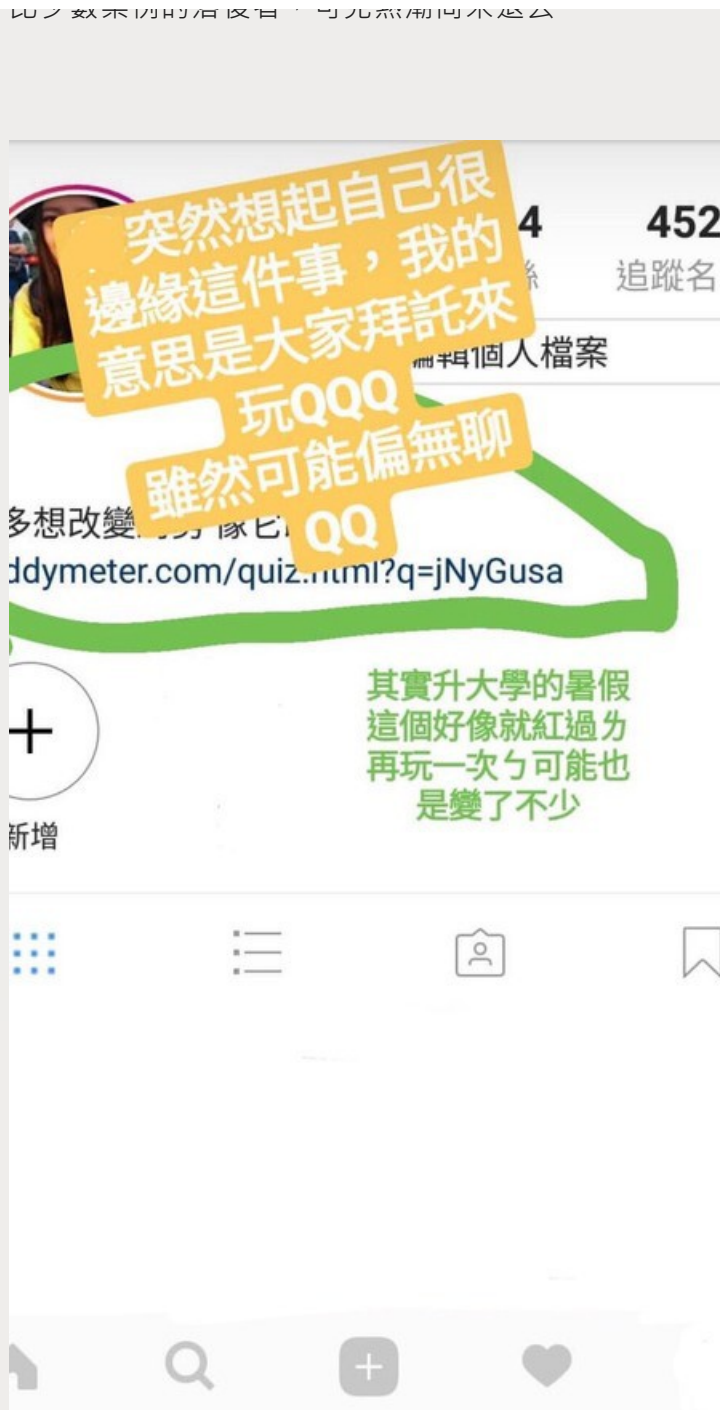 突然想起自己很
邊緣這件事，我的
意思是大家拜託來
玩QQQ
雖然可能偏無聊
QQ
4
452
追蹤名
編輯個人檔案
多想改變
像它
ddymeter.com/quiz.html?q=jNyGusa
其實升大學的暑假
這個好像就紅過ㄌ
再玩一次ㄅ可能也
是變了不少
新增